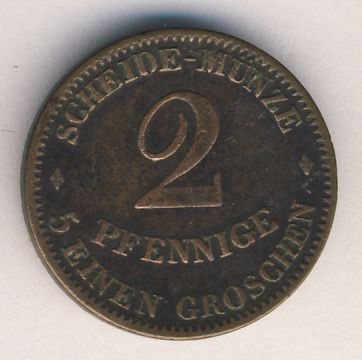 SCHEIDE-MÜNZE
2
PFENNIGE
5 EINEN GROSCHEN